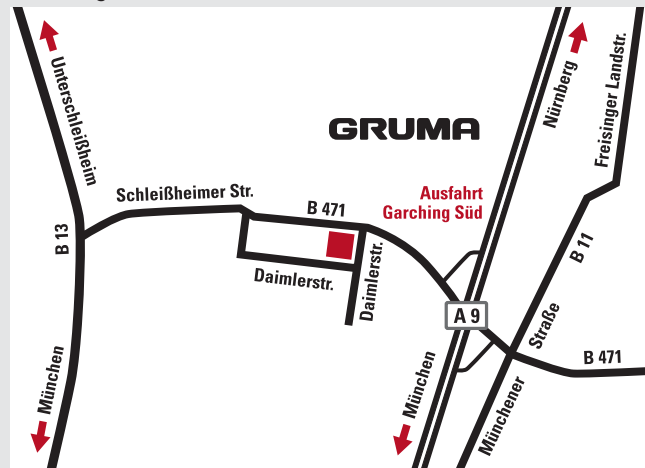 Unterschleißheim
Nürnberg
Freisinger Landstr.
GRUMA
Schleißheimer Str.
B 471
Ausfahrt
Garching Süd
B 13
Daimlerstr.
Daimlerstr.
B 11
A 9
Straße
Münchener
B 471
München
München